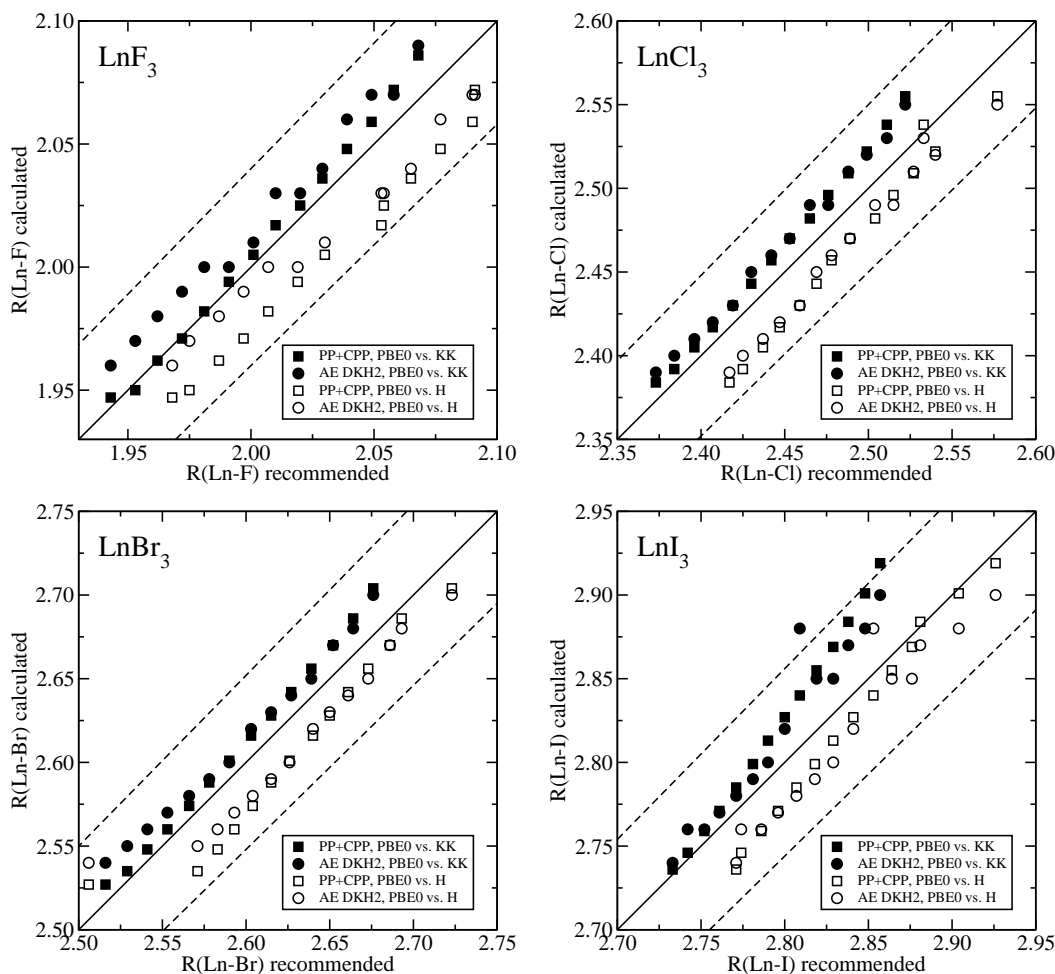 LnF3
R(Ln-F) calculated
2.10
2.05
2.00
1.95
PP+CPP, PBE0 vs. KK
AE DKH2, PBE0 vs. KK
PP+CPP, PBE0 vs. H
AE DKH2, PBE0 vs. H
1.95 2.00 2.05 2.10
R(Ln-F) recommended
LnCl3
R(Ln-Cl) calculated
2.60
2.55
2.50
2.45
2.40
2.35
PP+CPP, PBE0 vs. KK
AE DKH2, PBE0 vs. KK
PP+CPP, PBE0 vs. H
AE DKH2, PBE0 vs. H
2.35 2.40 2.45 2.50 2.55 2.60
R(Ln-Cl) recommended
LnBr3
R(Ln-Br) calculated
2.75
2.70
2.65
2.60
2.55
2.50
PP+CPP, PBE0 vs. KK
AE DKH2, PBE0 vs. KK
PP+CPP, PBE0 vs. H
AE DKH2, PBE0 vs. H
2.50 2.55 2.60 2.65 2.70 2.75
R(Ln-Br) recommended
LnI3
R(Ln-I) calculated
2.95
2.90
2.85
2.80
2.75
2.70
PP+CPP, PBE0 vs. KK
AE DKH2, PBE0 vs. KK
PP+CPP, PBE0 vs. H
AE DKH2, PBE0 vs. H
2.70 2.75 2.80 2.85 2.90 2.95
R(Ln-I) recommended